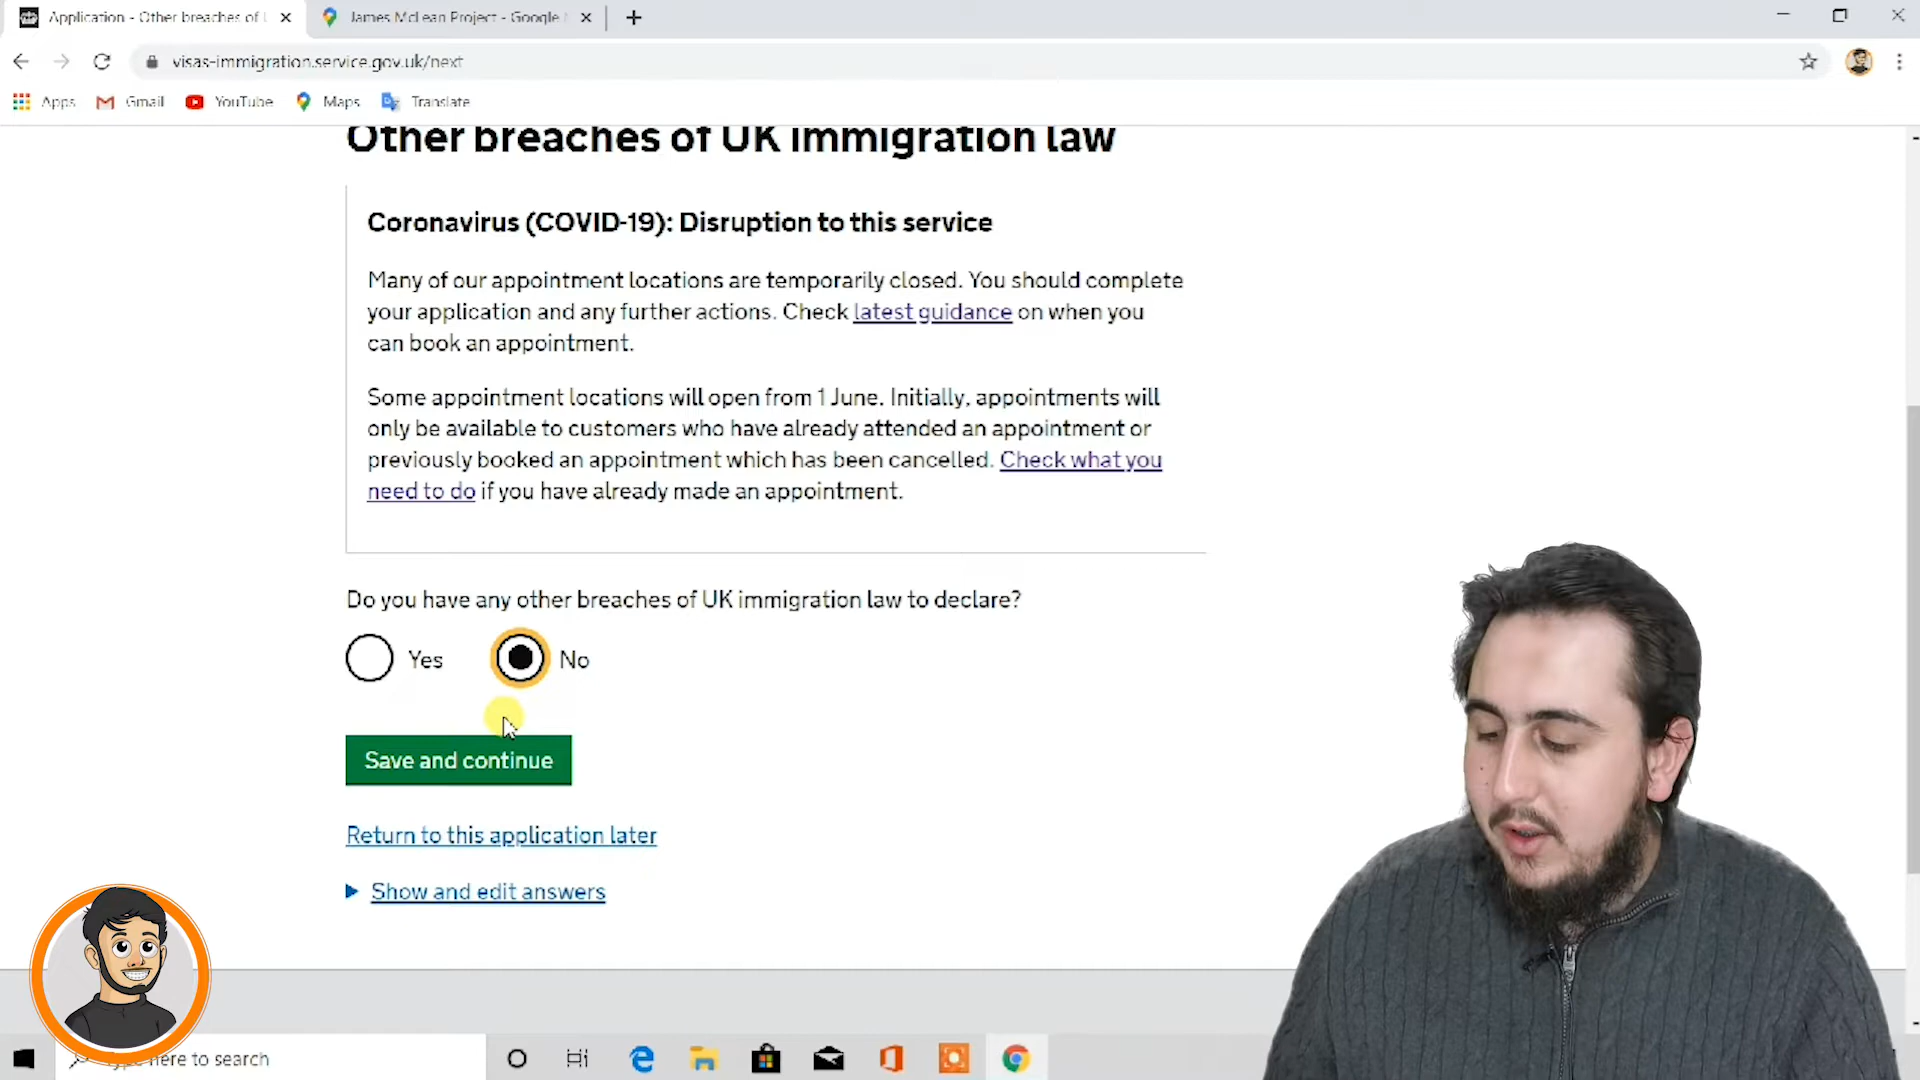 Application - Other breaches of
James McLean Project - Google
visas-immigration.service.gov.uk/next
Apps
Gmail
YouTube
Maps
Translate
Other breaches of UK immigration law
Coronavirus (COVID-19): Disruption to this service
Many of our appointment locations are temporarily closed. You should complete
your application and any further actions. Check latest guidance on when you
can book an appointment.
Some appointment locations will open from 1 June. Initially, appointments will
only be available to customers who have already attended an appointment or
previously booked an appointment which has been cancelled. Check what you
need to do if you have already made an appointment.
Do you have any other breaches of UK immigration law to declare?
Yes
No
Save and continue
Return to this application later
Show and edit answers
here to search